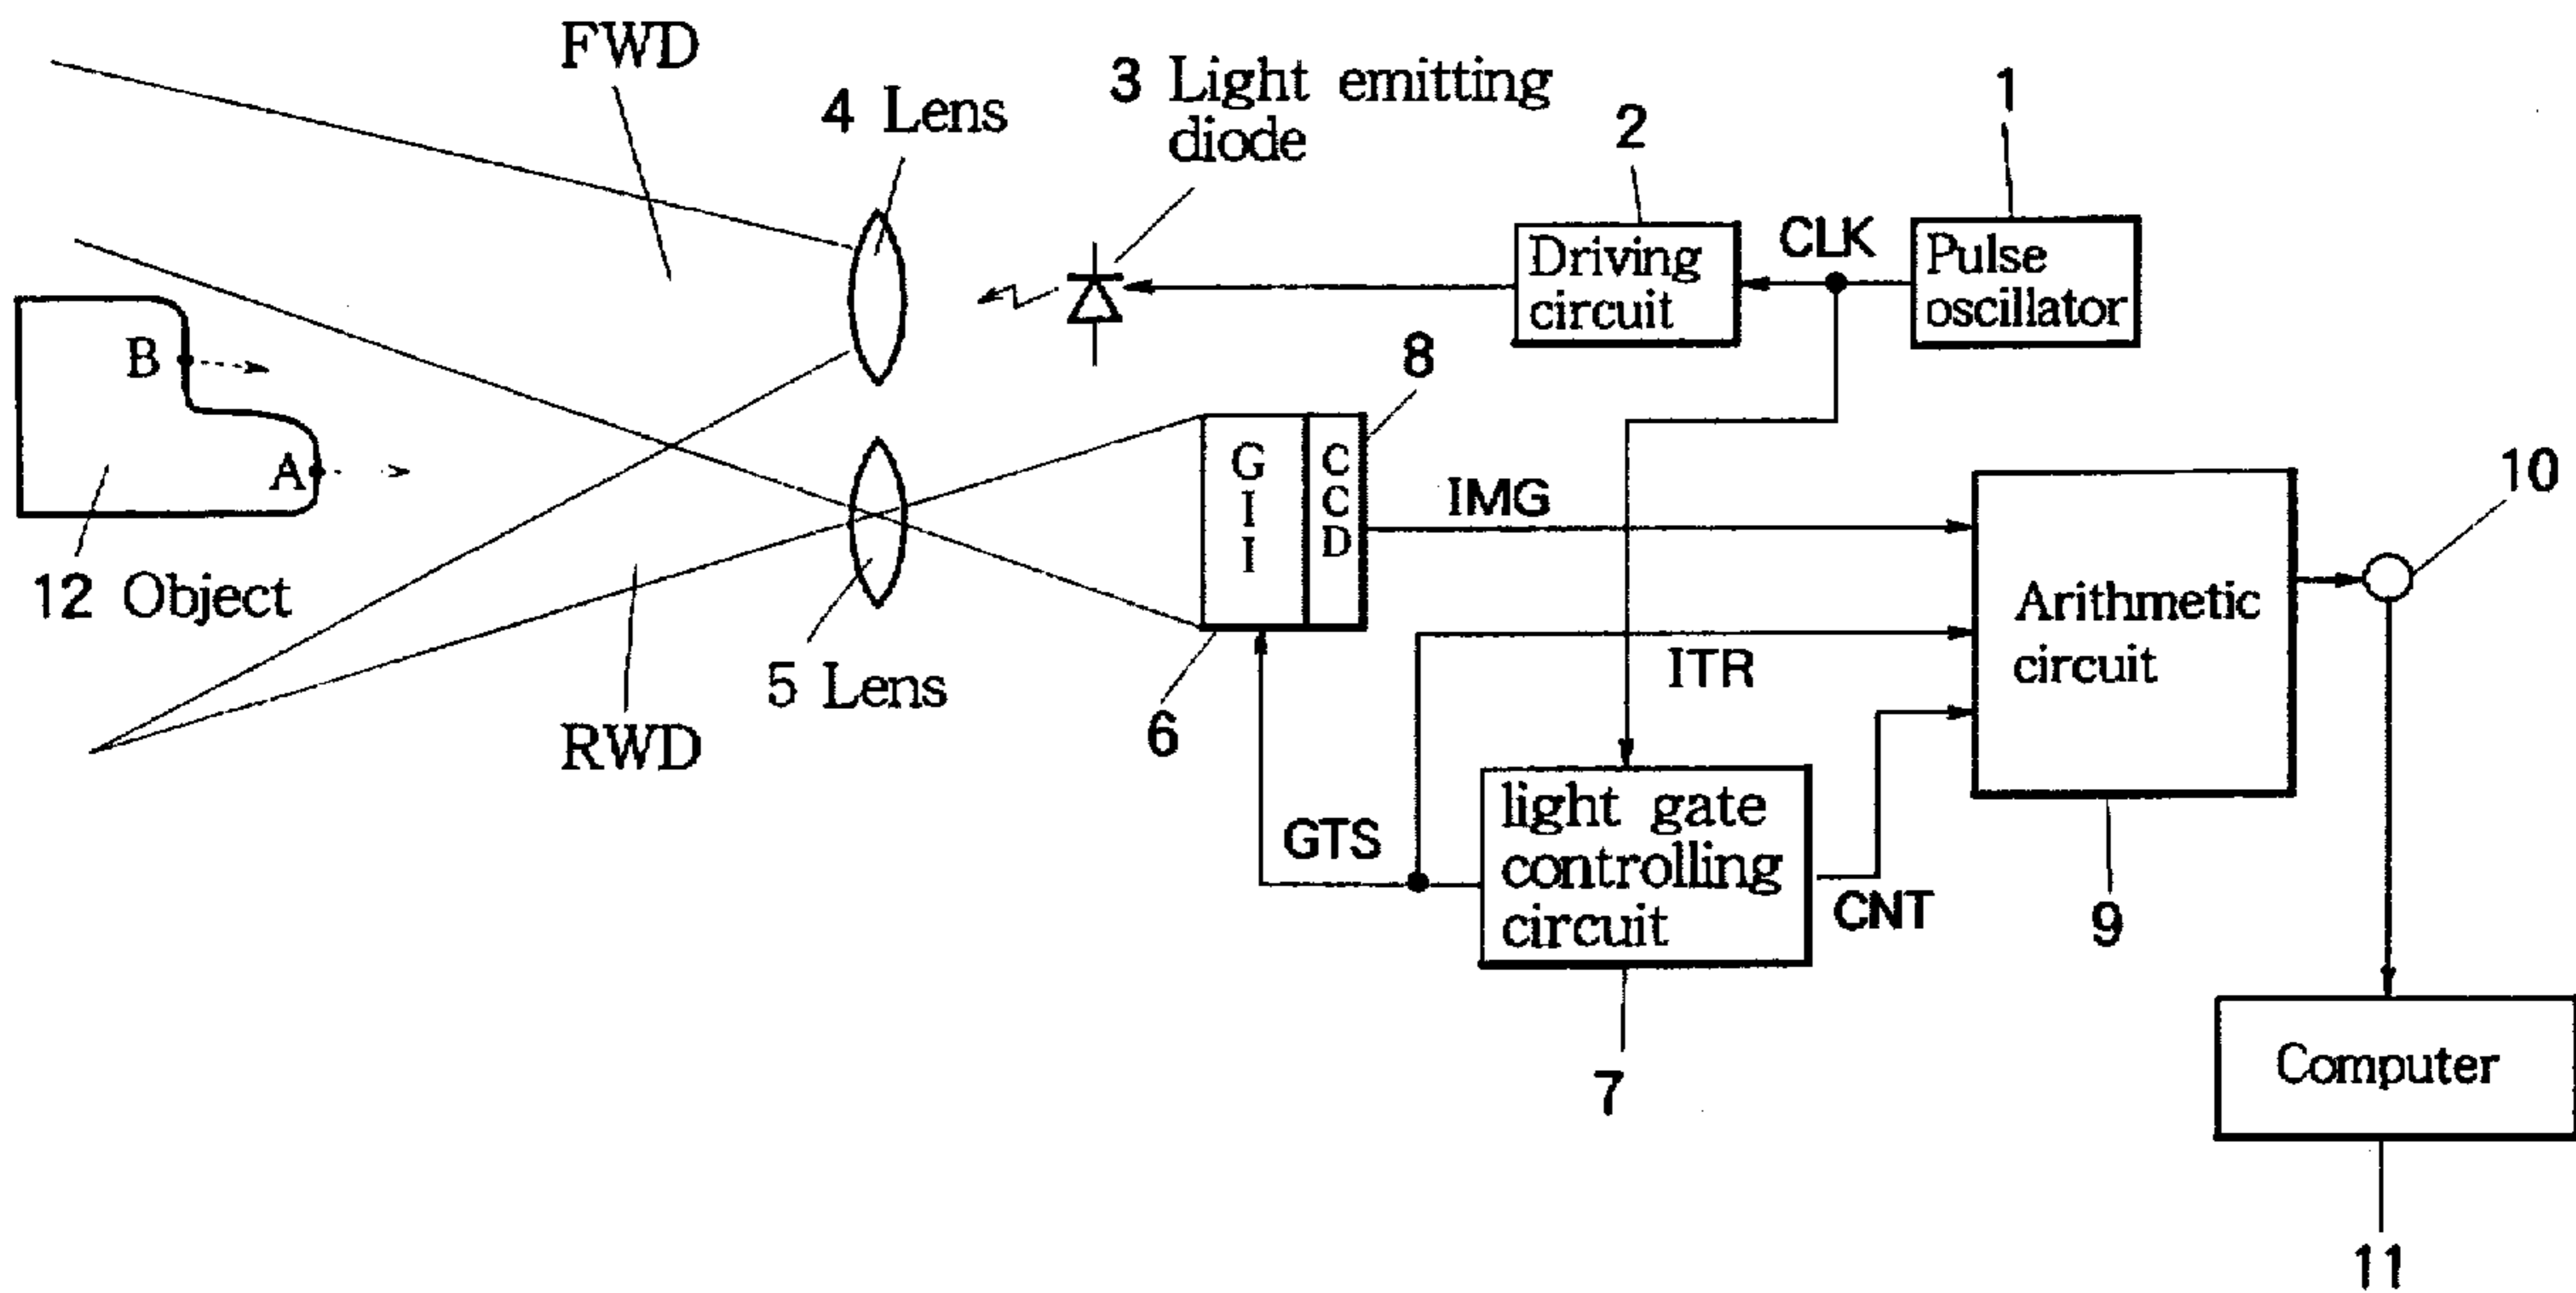 FWD
4 Lens
3 Light emitting
diode
2
1
Driving
circuit
CLK
Pulse
oscillator
B
A
12 Object
8
G
I
I
C
C
D
IMG
10
Arithmetic
circuit
5 Lens
6
ITR
RWD
GTS
light gate
controlling
circuit
CNT
9
7
Computer
11